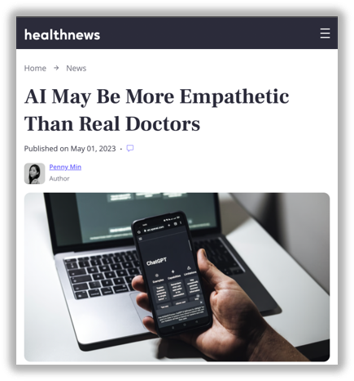 healthnews
Home → News
AI May Be More Empathetic
Than Real Doctors
Published on May 01, 2023 •
Penny Min
Author
ChatGPT